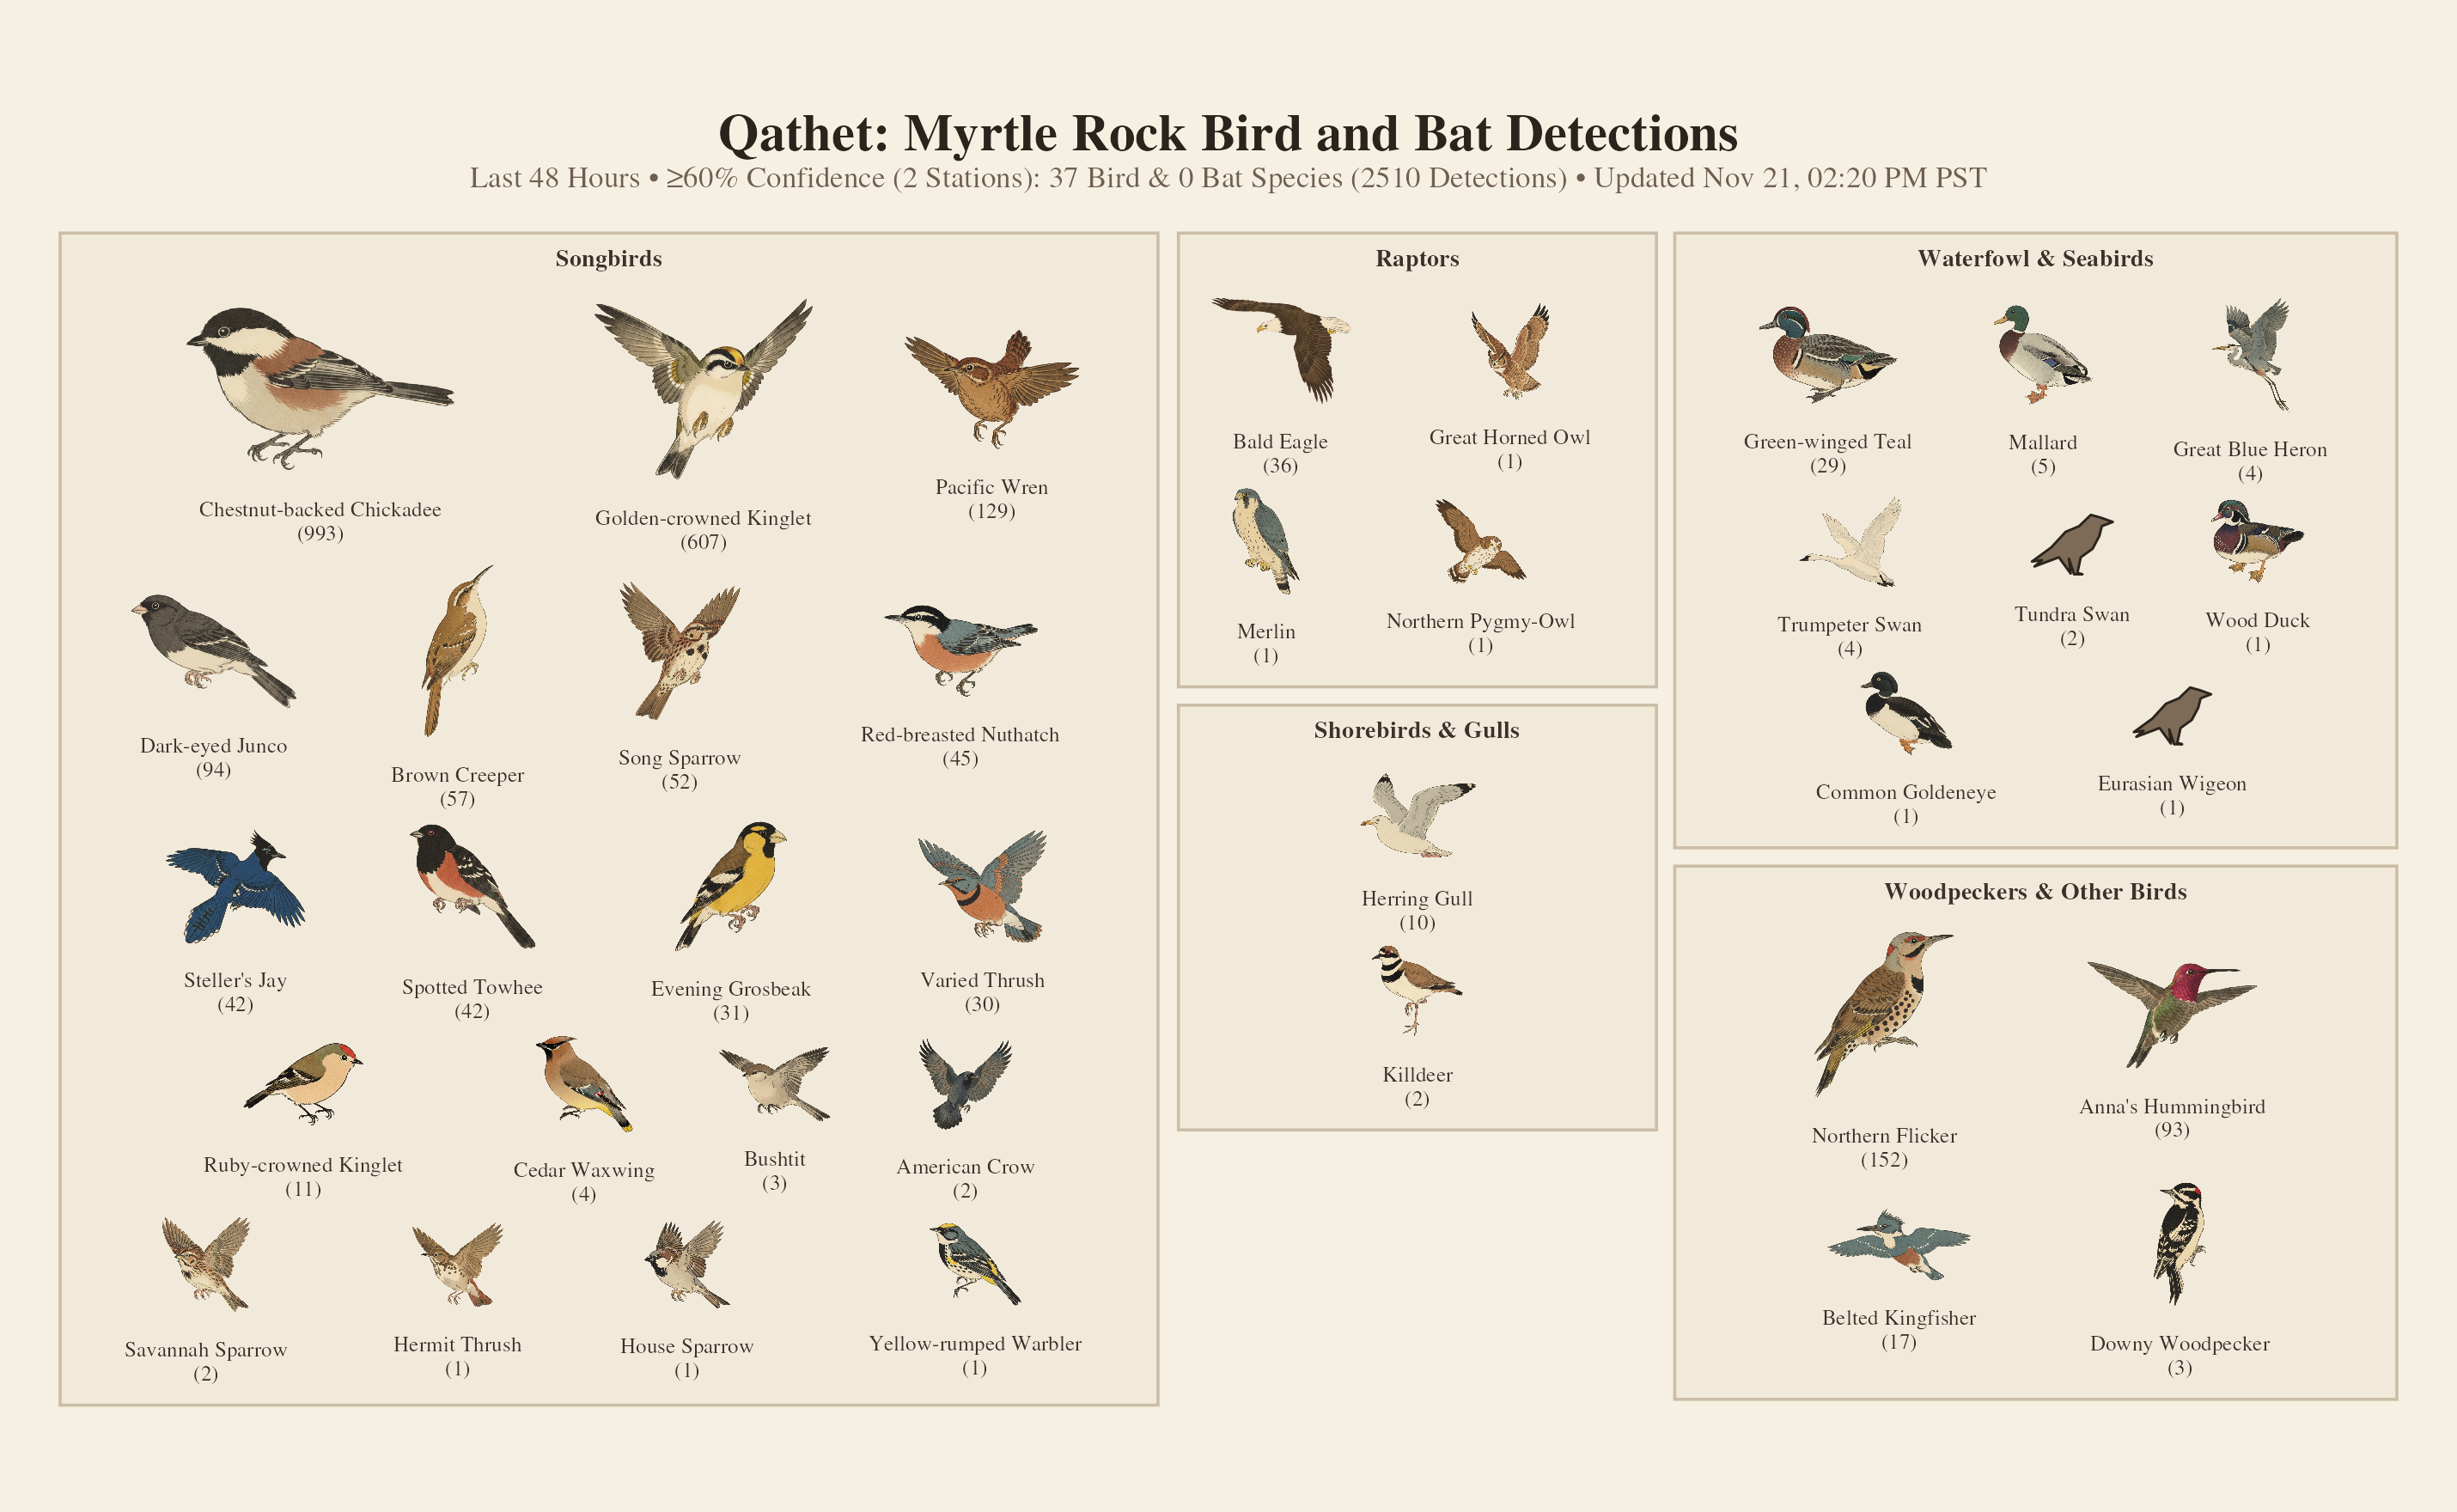 Qathet: Myrtle Rock Bird and Bat Detections
Last 48 Hours • ≥60% Confidence (2 Stations): 37 Bird & 0 Bat Species (2510 Detections) • Updated Nov 21, 02:20 PM PST
Songbirds
Chestnut-backed Chickadee
(993)
Golden-crowned Kinglet
(607)
Pacific Wren
(129)
Dark-eyed Junco
(94)
Brown Creeper
(57)
Song Sparrow
(52)
Red-breasted Nuthatch
(45)
Steller's Jay
(42)
Spotted Towhee
(42)
Evening Grosbeak
(31)
Varied Thrush
(30)
Ruby-crowned Kinglet
(11)
Cedar Waxwing
(4)
Bushtit
(3)
American Crow
(2)
Savannah Sparrow
(2)
Hermit Thrush
(1)
House Sparrow
(1)
Yellow-rumped Warbler
(1)
Raptors
Bald Eagle
(36)
Great Horned Owl
(1)
Merlin
(1)
Northern Pygmy-Owl
(1)
Shorebirds & Gulls
Herring Gull
(10)
Killdeer
(2)
Waterfowl & Seabirds
Green-winged Teal
(29)
Mallard
(5)
Great Blue Heron
(4)
Trumpeter Swan
(4)
Tundra Swan
(2)
Wood Duck
(1)
Common Goldeneye
(1)
Eurasian Wigeon
(1)
Woodpeckers & Other Birds
Northern Flicker
(152)
Anna's Hummingbird
(93)
Belted Kingfisher
(17)
Downy Woodpecker
(3)